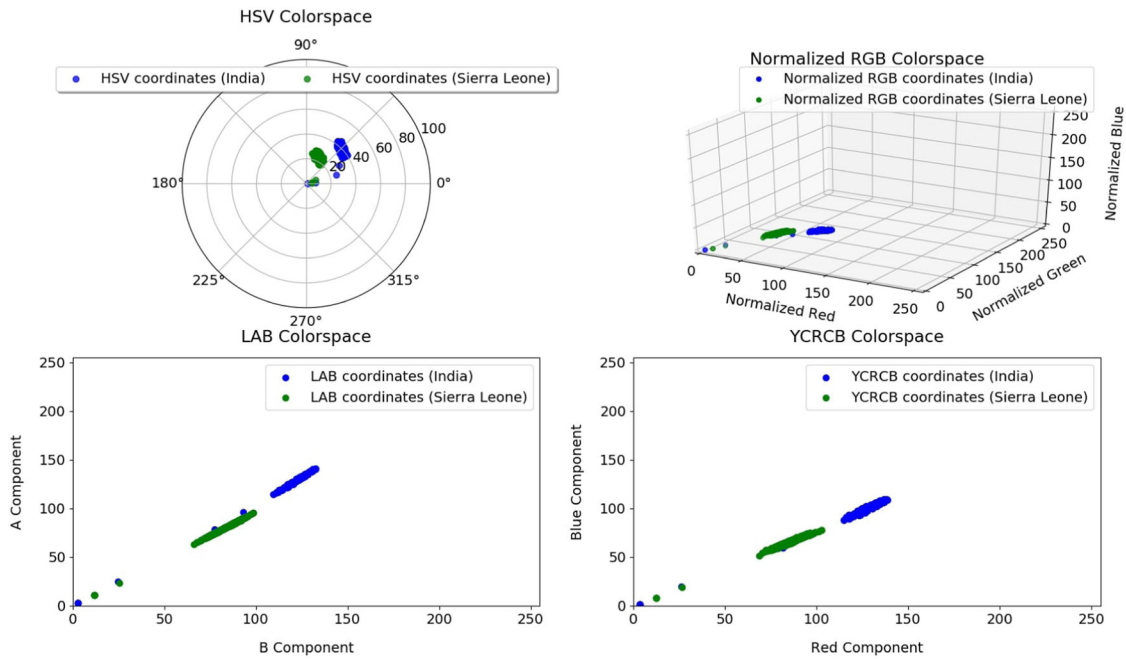 HSV Colorspace
90°
HSV coordinates (India)
HSV coordinates (Sierra Leone)
100
80
60
40
20
180°
0°
225°
315°
270°
Normalized RGB Colorspace
Normalized RGB coordinates (India)
Normalized RGB coordinates (Sierra Leone)
250
200
150
100
50
0
Normalized Blue
0
50
100
150
200
250
Normalized Red
0
50
100
150
200
250
Normalized Green
LAB Colorspace
LAB coordinates (India)
LAB coordinates (Sierra Leone)
250
200
150
100
50
0
A Component
0
50
100
150
200
250
B Component
YCRCB Colorspace
YCRCB coordinates (India)
YCRCB coordinates (Sierra Leone)
250
200
150
100
50
0
Blue Component
0
50
100
150
200
250
Red Component